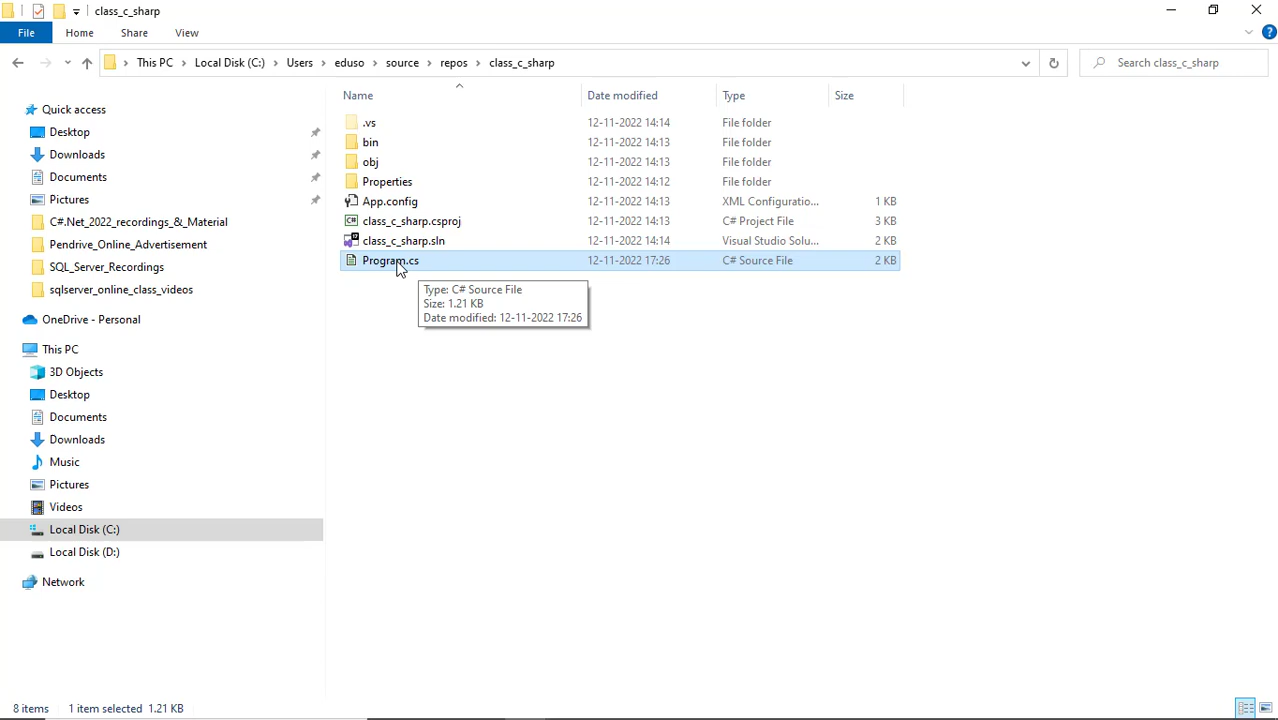 class_c_sharp
File Home Share View
This PC Local Disk (C:) Users eduso source repos class_c_sharp Search class_c_sharp
Name Date modified Type Size
Quick access
Desktop
Downloads
Documents
Pictures
C#.Net_2022_recordings_&_Material
Pendrive_Online_Advertisement
SQL_Server_Recordings
sqlserver_online_class_videos
OneDrive - Personal
This PC
3D Objects
Desktop
Documents
Downloads
Music
Pictures
Videos
Local Disk (C:)
Local Disk (D:)
Network
.vs 12-11-2022 14:14 File folder
bin 12-11-2022 14:13 File folder
obj 12-11-2022 14:13 File folder
Properties 12-11-2022 14:12 File folder
App.config 12-11-2022 14:13 XML Configuratio... 1 KB
class_c_sharp.csproj 12-11-2022 14:13 C# Project File 3 KB
class_c_sharp.sln 12-11-2022 14:14 Visual Studio Solu... 2 KB
Program.cs 12-11-2022 17:26 C# Source File 2 KB
Type: C# Source File
Size: 1.21 KB
Date modified: 12-11-2022 17:26
8 items 1 item selected 1.21 KB